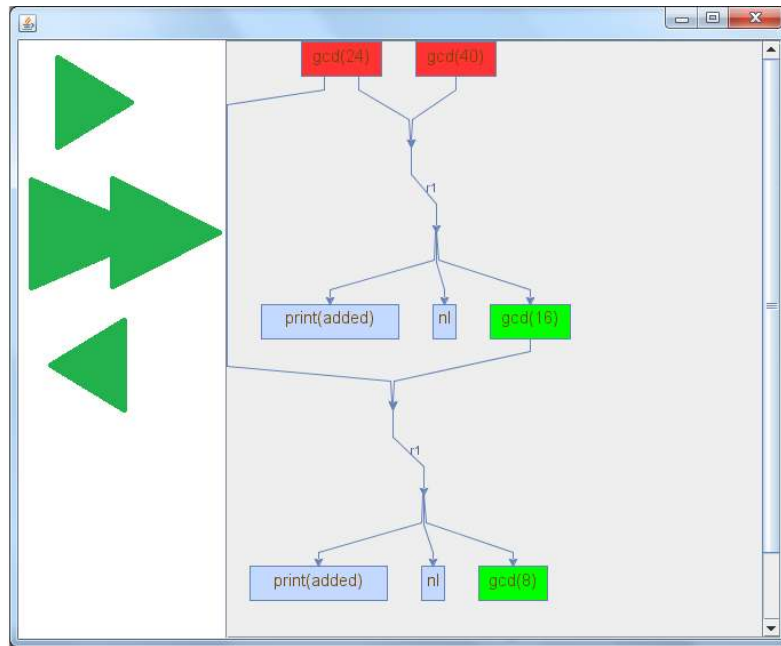 gcd(24) gcd(40)
r1
print(added) nl gcd(16)
r1
print(added) nl gcd(8)